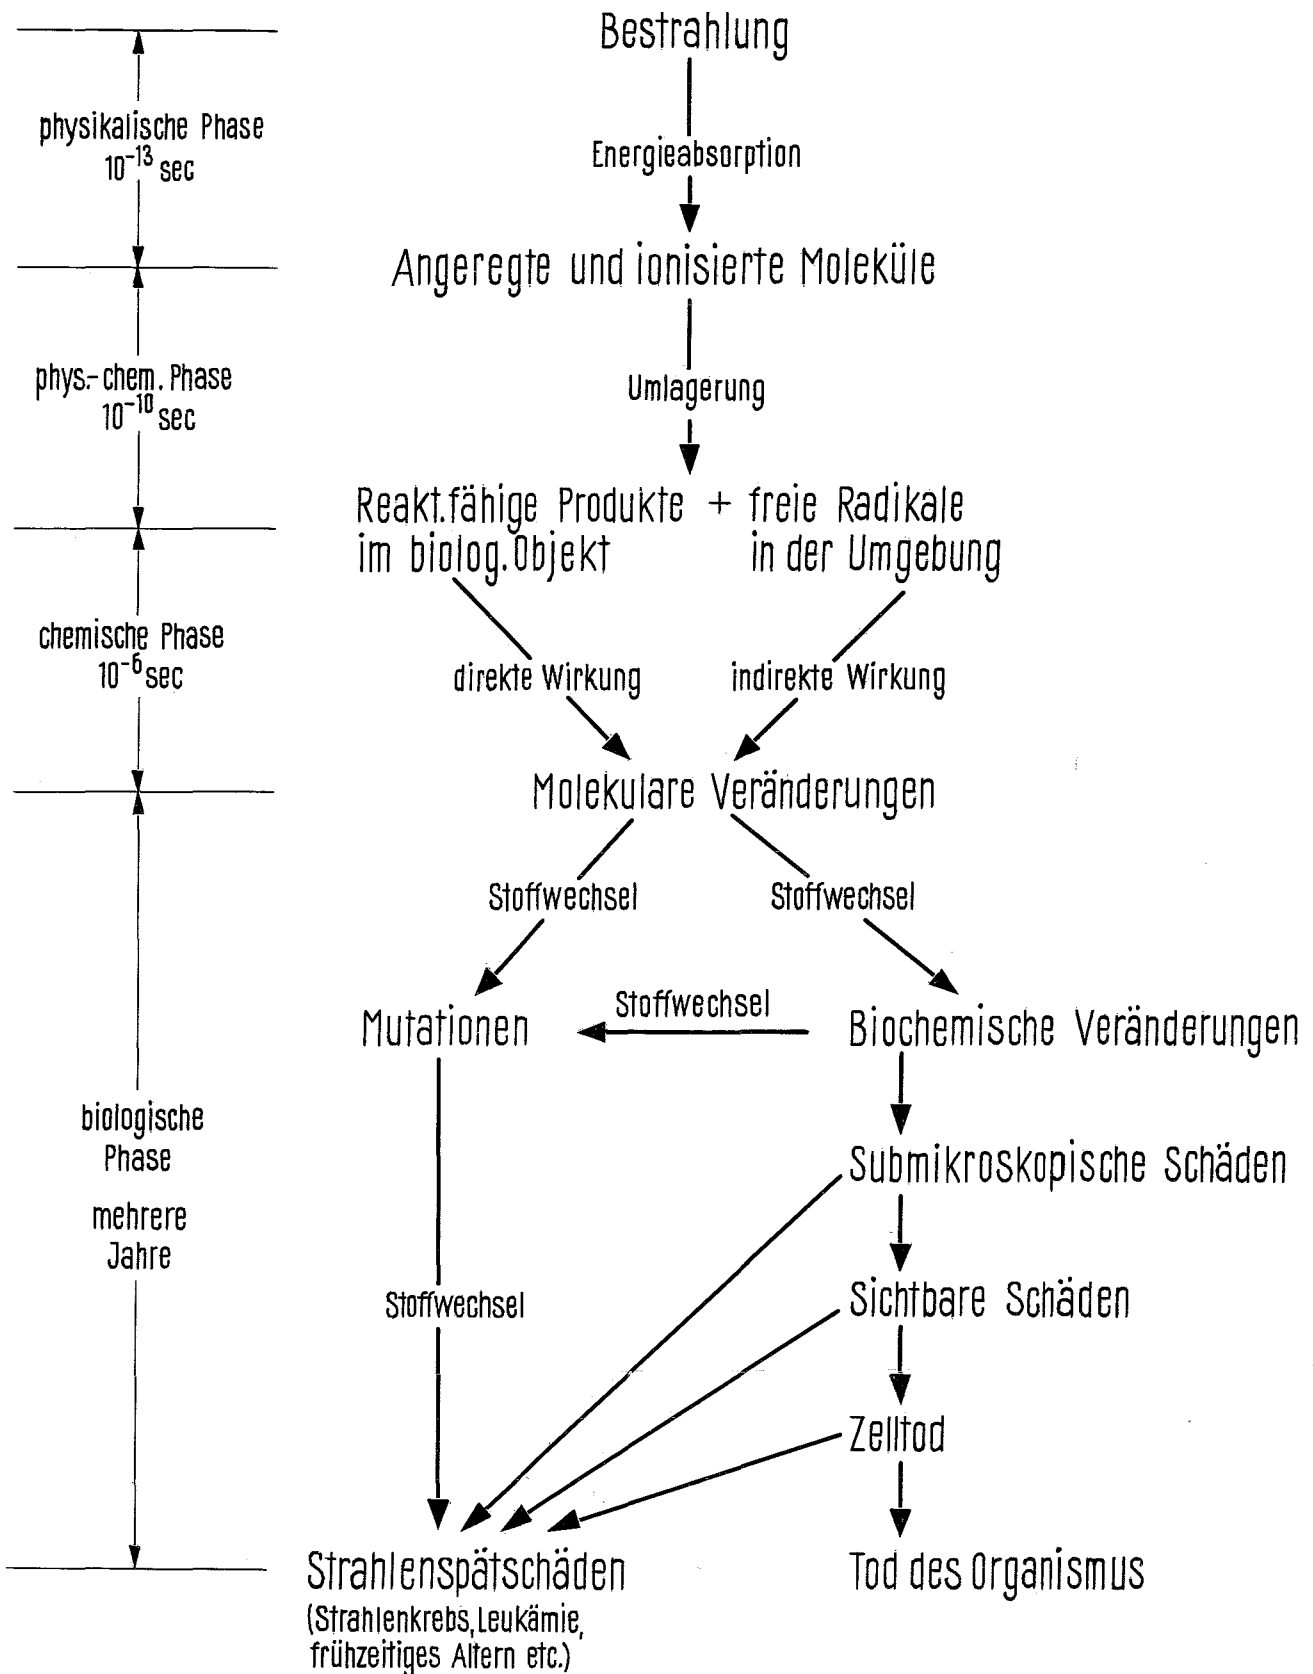 Bestrahlung
physikalische Phase
10⁻¹³ sec
Energieabsorption
Angeregte und ionisierte Moleküle
phys.-chem. Phase
10⁻¹⁰ sec
Umlagerung
Reakt.fähige Produkte + freie Radikale
im biolog. Objekt in der Umgebung
chemische Phase
10⁻⁶ sec
direkte Wirkung indirekte Wirkung
Molekulare Veränderungen
Stoffwechsel Stoffwechsel
Stoffwechsel
Mutationen Biochemische Veränderungen
biologische
Phase
mehrere
Jahre
Submikroskopische Schäden
Stoffwechsel
Sichtbare Schäden
Zelltod
Strahlenspätschäden
(Strahlenkrebs, Leukämie,
frühzeitiges Altern etc.)
Tod des Organismus